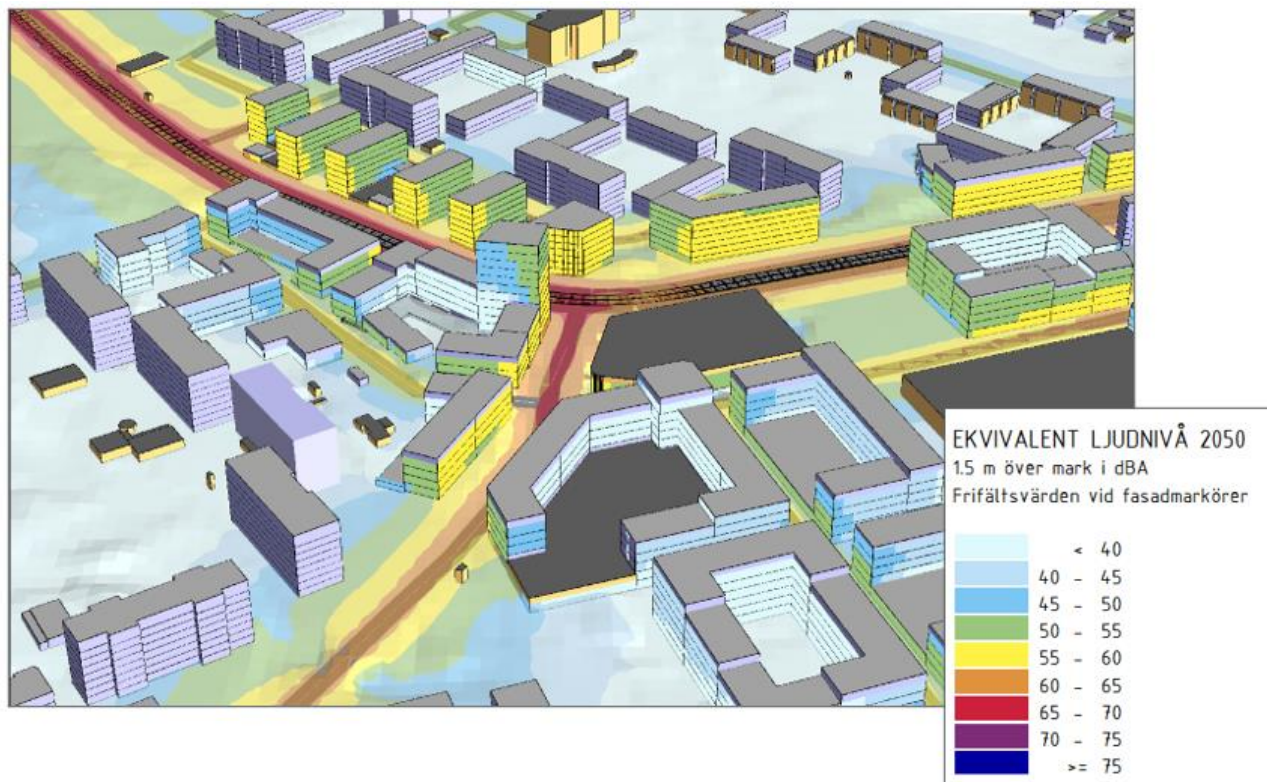 EKVIVALENT LJUDNIVÅ 2050
1.5 m över mark i dBA
Frifältsvärden vid fasadmarkörer
< 40
40 - 45
45 - 50
50 - 55
55 - 60
60 - 65
65 - 70
70 - 75
>= 75